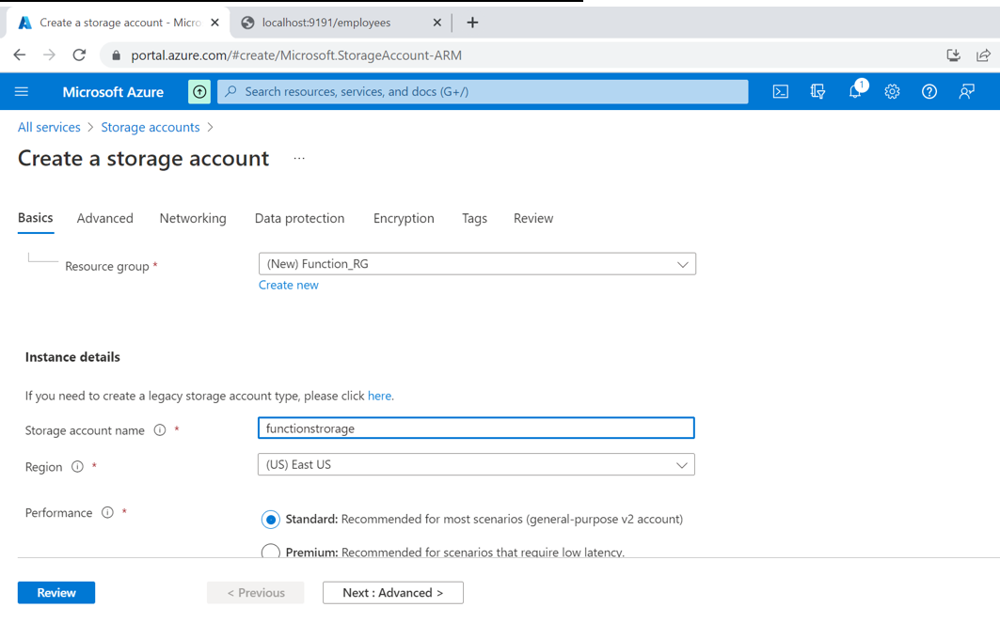 Create a storage account - Micro
localhost:9191/employees
portal.azure.com/#create/Microsoft.StorageAccount-ARM
Microsoft Azure
Search resources, services, and docs (G+/)
1
All services > Storage accounts >
Create a storage account ...
Basics Advanced Networking Data protection Encryption Tags Review
Resource group *
(New) Function_RG
Create new
Instance details
If you need to create a legacy storage account type, please click here.
Storage account name * functionstrorage
Region * (US) East US
Performance *
Standard: Recommended for most scenarios (general-purpose v2 account)
Premium: Recommended for scenarios that require low latency.
Review < Previous Next : Advanced >